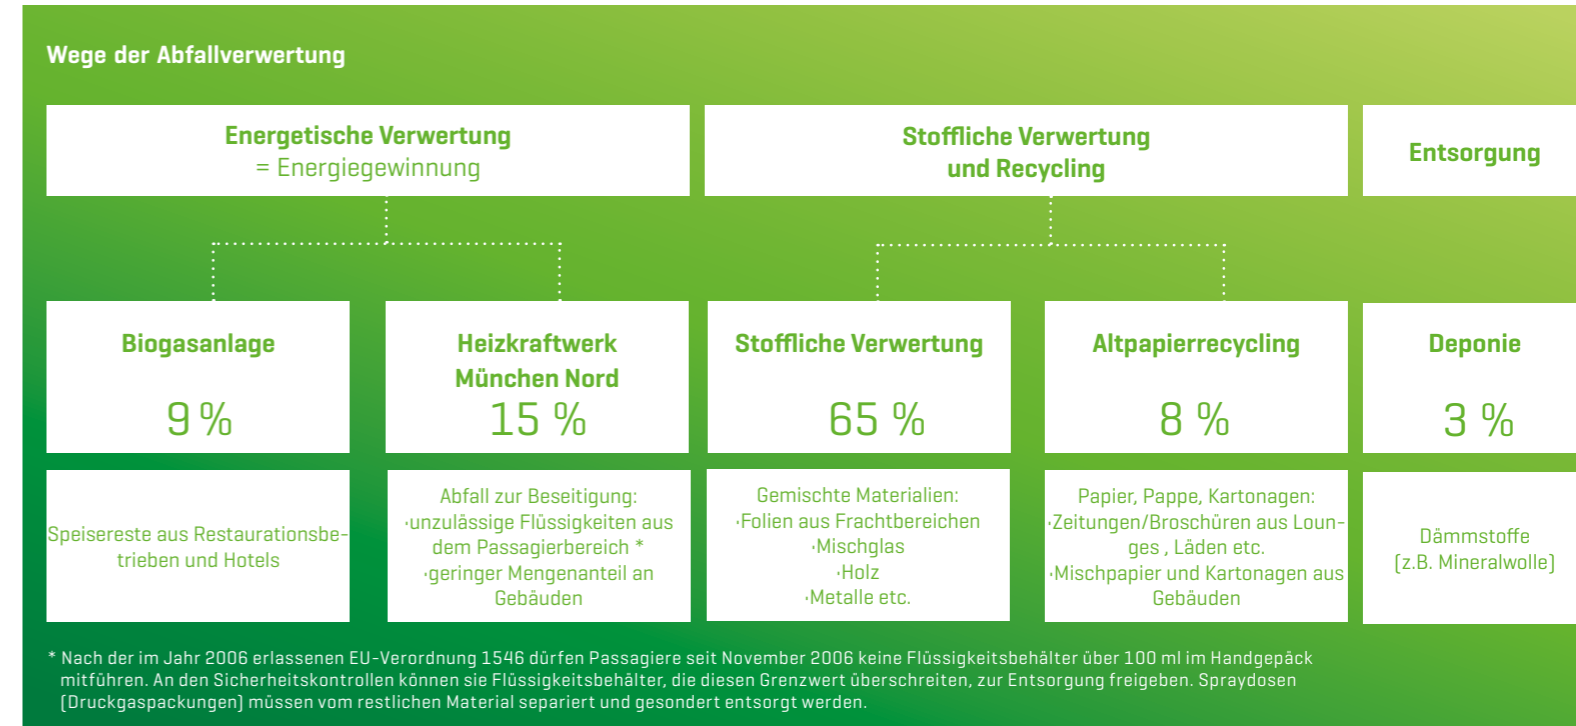 Wege der Abfallverwertung
Energetische Verwertung
= Energiegewinnung
Stoffliche Verwertung
und Recycling
Entsorgung
Biogasanlage
9 %
Heizkraftwerk
München Nord
15 %
Stoffliche Verwertung
65 %
Altpapierrecycling
8 %
Deponie
3 %
Speisereste aus Restaurationsbe-
trieben und Hotels
Abfall zur Beseitigung:
·unzulässige Flüssigkeiten aus
dem Passagierbereich *
·geringer Mengenanteil an
Gebäuden
Gemischte Materialien:
·Folien aus Frachtbereichen
·Mischglas
·Holz
·Metalle etc.
Papier, Pappe, Kartonagen:
·Zeitungen/Broschüren aus Loun-
ges , Läden etc.
·Mischpapier und Kartonagen aus
Gebäuden
Dämmstoffe
(z.B. Mineralwolle)
* Nach der im Jahr 2006 erlassenen EU-Verordnung 1546 dürfen Passagiere seit November 2006 keine Flüssigkeitsbehälter über 100 ml im Handgepäck
mitführen. An den Sicherheitskontrollen können sie Flüssigkeitsbehälter, die diesen Grenzwert überschreiten, zur Entsorgung freigeben. Spraydosen
(Druckgaspackungen) müssen vom restlichen Material separiert und gesondert entsorgt werden.